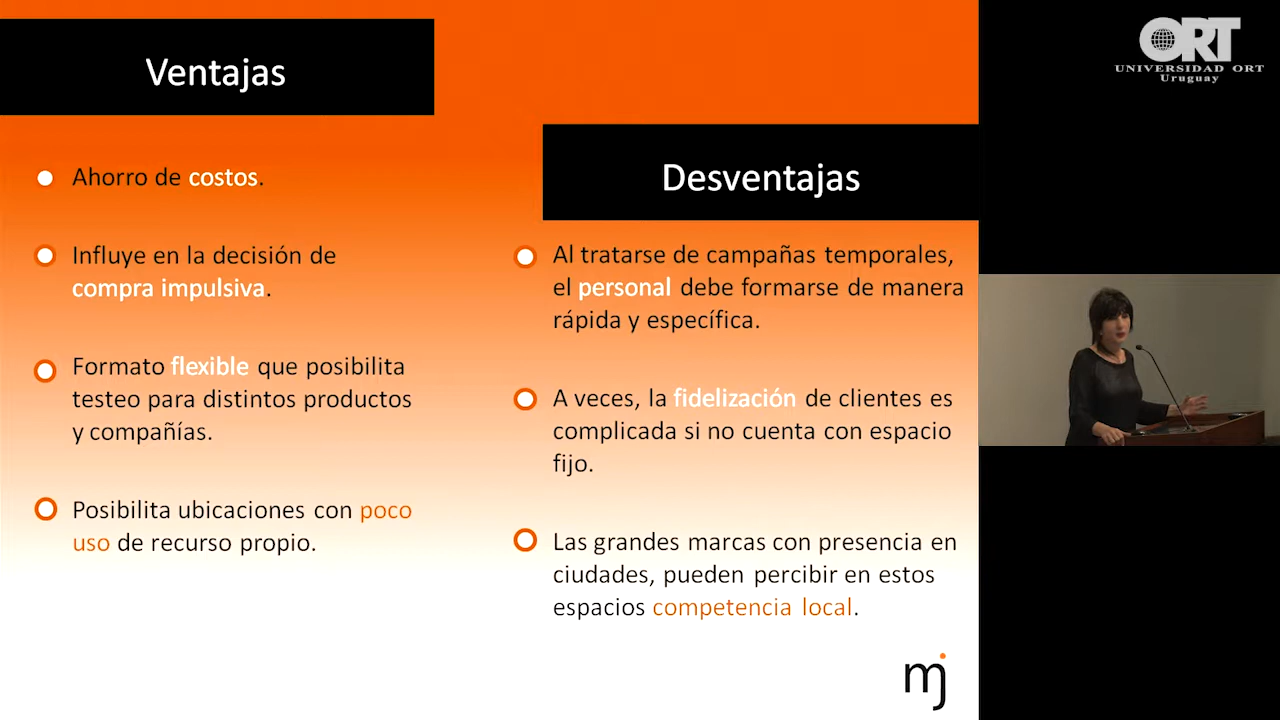 Ventajas
Ahorro de costos.
Influye en la decisión de
compra impulsiva.
Formato flexible que posibilita
testeo para distintos productos
y compañías.
Posibilita ubicaciones con poco
uso de recurso propio.
Desventajas
Al tratarse de campañas temporales,
el personal debe formarse de manera
rápida y específica.
A veces, la fidelización de clientes es
complicada si no cuenta con espacio
fijo.
Las grandes marcas con presencia en
ciudades, pueden percibir en estos
espacios competencia local.
mj
ORT
UNIVERSIDAD ORT
Uruguay